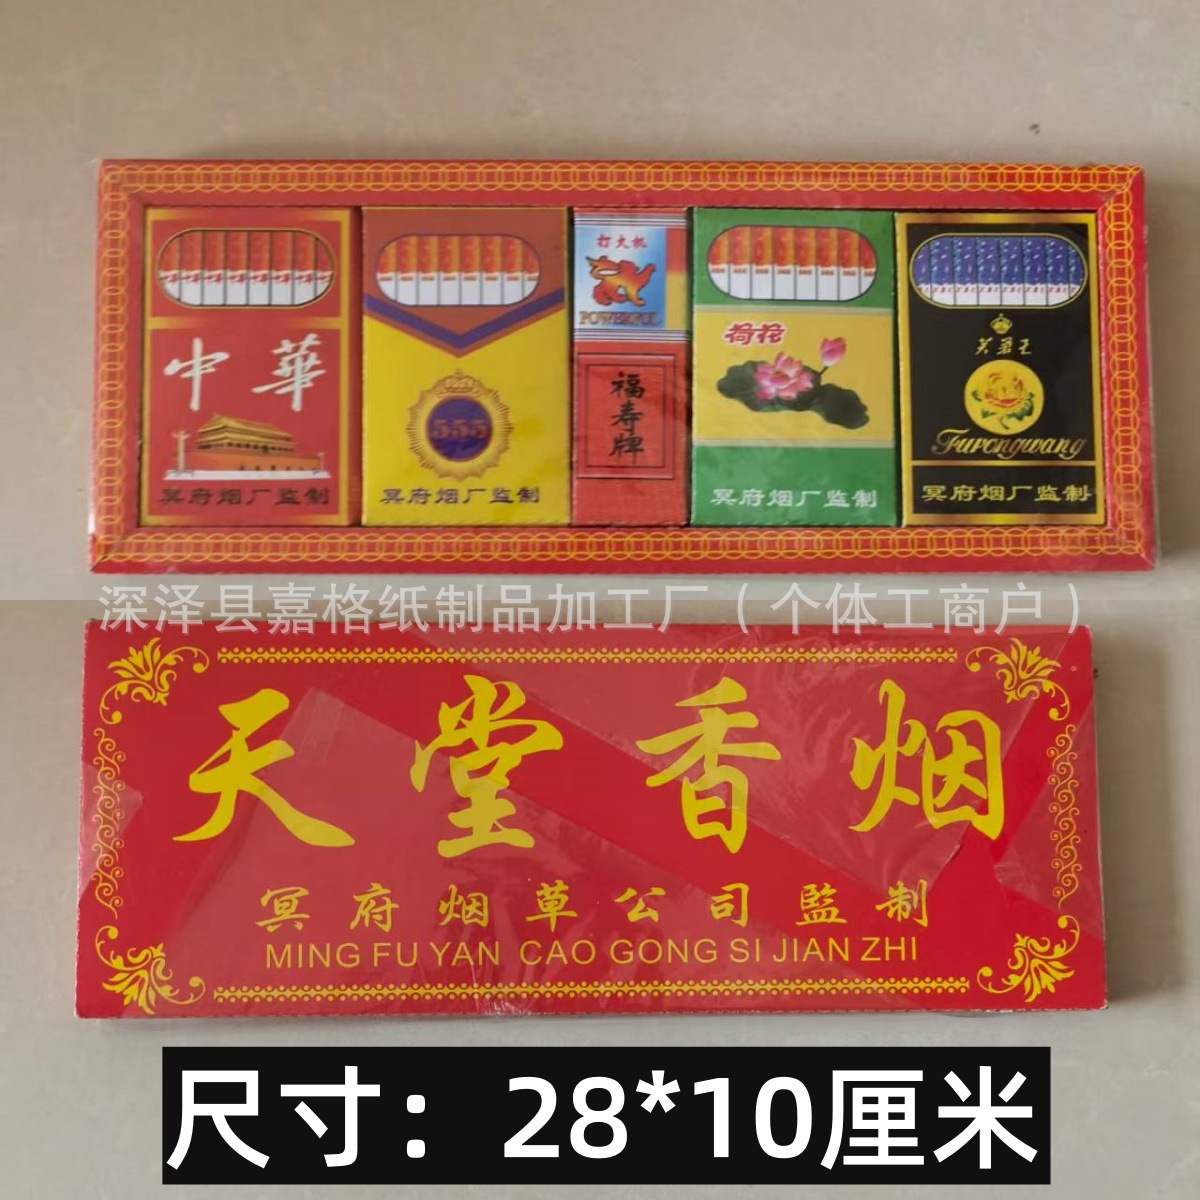 中華
冥府烟厂监制
555
冥府烟厂监制
打火机
POWERFUL
福寿牌
荷花
冥府烟厂监制
芙蓉王
Furongwang
冥府烟厂监制
深泽县嘉格纸制品加工厂（个体工商户）
天堂香烟
冥府烟草公司監制
MING FU YAN CAO GONG SI JIAN ZHI
尺寸：28*10厘米